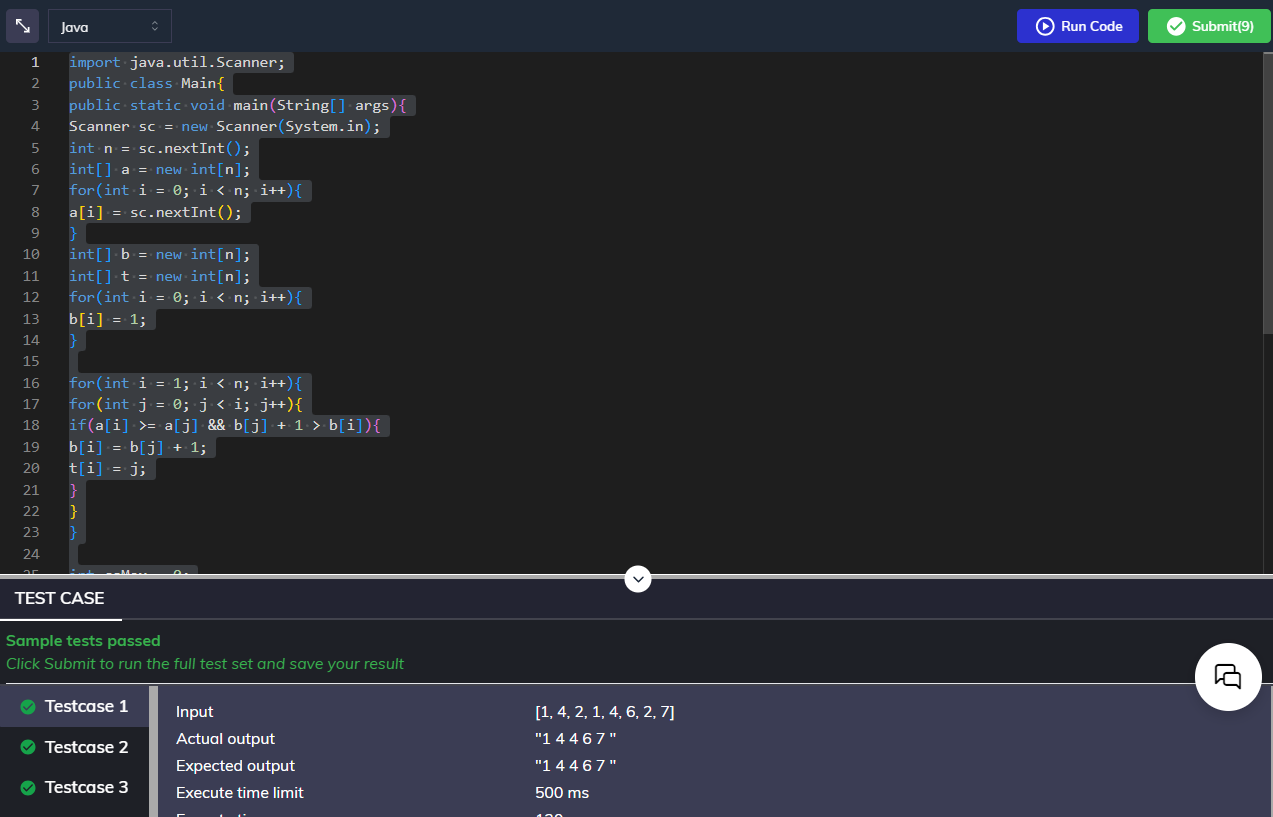 Java
Run Code
Submit(9)
1 import java.util.Scanner;
2 public class Main{
3 public static void main(String[] args){
4 Scanner sc = new Scanner(System.in);
5 int n = sc.nextInt();
6 int[] a = new int[n];
7 for(int i = 0; i < n; i++){
8 a[i] = sc.nextInt();
9 }
10 int[] b = new int[n];
11 int[] t = new int[n];
12 for(int i = 0; i < n; i++){
13 b[i] = 1;
14 }
15
16 for(int i = 1; i < n; i++){
17 for(int j = 0; j < i; j++){
18 if(a[i] >= a[j] && b[j] + 1 > b[i]){
19 b[i] = b[j] + 1;
20 t[i] = j;
21 }
22 }
23 }
24
TEST CASE
Sample tests passed
Click Submit to run the full test set and save your result
Testcase 1
Testcase 2
Testcase 3
Input [1, 4, 2, 1, 4, 6, 2, 7]
Actual output "1 4 4 6 7 "
Expected output "1 4 4 6 7 "
Execute time limit 500 ms